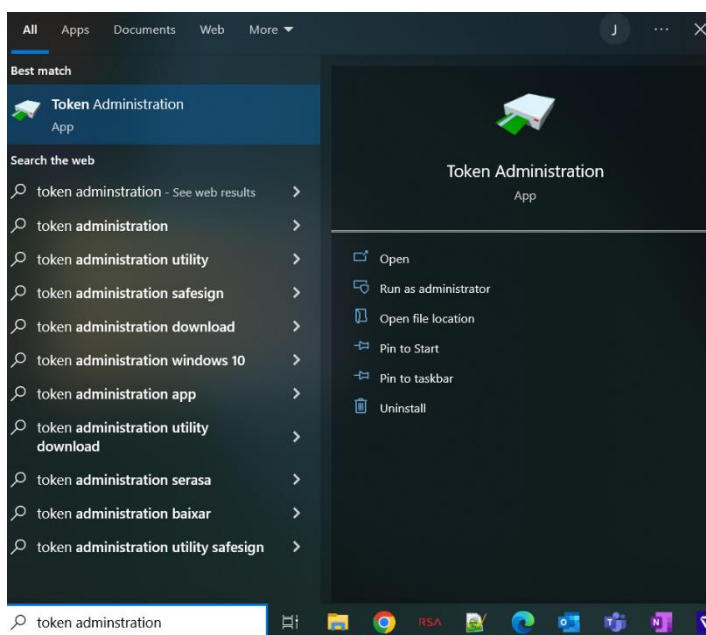 All Apps Documents Web More J
Best match
Token Administration
App
Search the web
token adminstration - See web results
token administration
token administration utility
token administration safesign
token administration download
token administration windows 10
token administration app
token administration utility
download
token administration serasa
token administration baixar
token administration utility safesign
Token Administration
App
Open
Run as administrator
Open file location
Pin to Start
Pin to taskbar
Uninstall
token adminstration
RSA